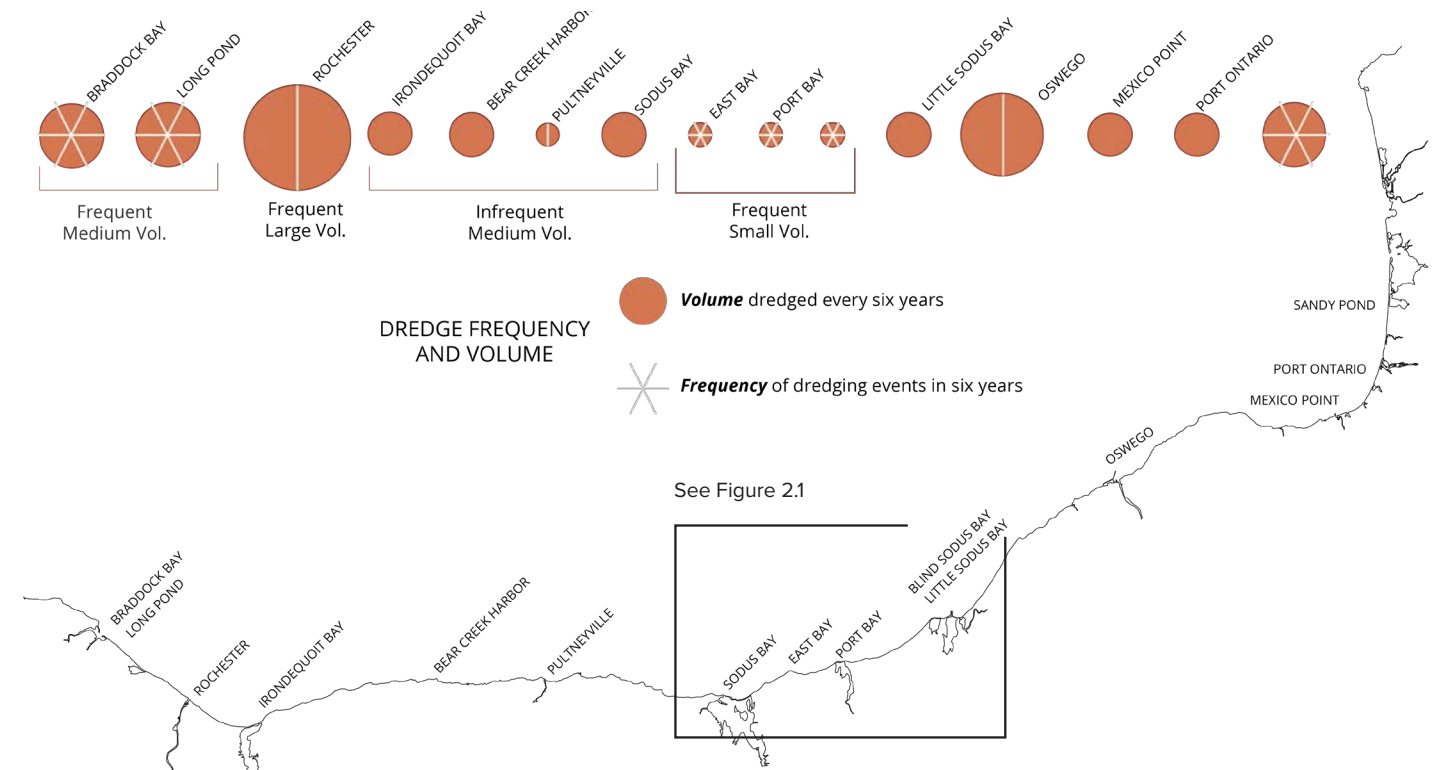 BRADDOCK BAY
LONG POND
ROCHESTER
IRONDEQUOIT BAY
BEAR CREEK HARBOR
PULTNEYVILLE
SODUS BAY
EAST BAY
PORT BAY
LITTLE SODUS BAY
OSWEGO
MEXICO POINT
PORT ONTARIO
Frequent
Medium Vol.
Frequent
Large Vol.
Infrequent
Medium Vol.
Frequent
Small Vol.
DREDGE FREQUENCY
AND VOLUME
Volume dredged every six years
Frequency of dredging events in six years
SANDY POND
PORT ONTARIO
MEXICO POINT
OSWEGO
See Figure 2.1
BLIND SODUS BAY
LITTLE SODUS BAY
BRADDOCK BAY
LONG POND
ROCHESTER
IRONDEQUOIT BAY
BEAR CREEK HARBOR
PULTNEYVILLE
SODUS BAY
EAST BAY
PORT BAY